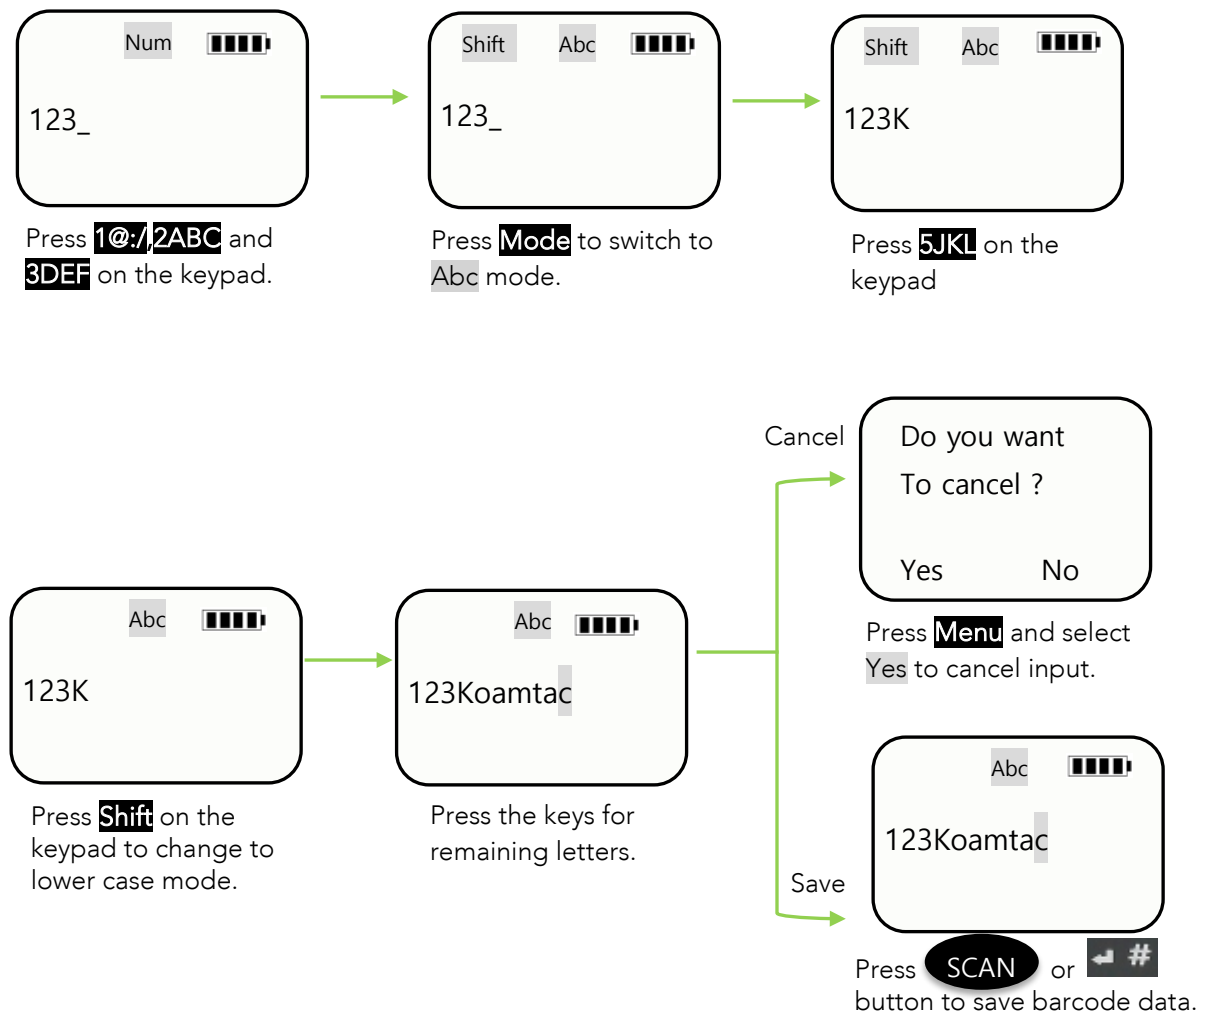 Num
123_
Press 1@:/,2ABC and
3DEF on the keypad.
Shift Abc
123_
Press Mode to switch to
Abc mode.
Shift Abc
123K
Press 5JKL on the
keypad
Abc
123K
Press Shift on the
keypad to change to
lower case mode.
Abc
123Koamtac
Press the keys for
remaining letters.
Cancel
Do you want
To cancel ?
Yes No
Press Menu and select
Yes to cancel input.
Save
Abc
123Koamtac
Press SCAN or ↵ #
button to save barcode data.